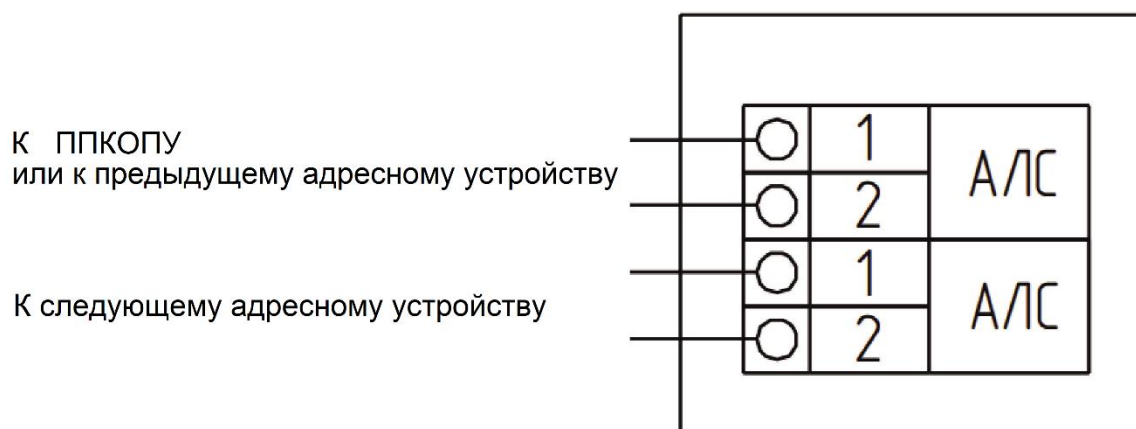 К ППКОПУ
или к предыдущему адресному устройству
К следующему адресному устройству
1
2
АЛС
1
2
АЛС